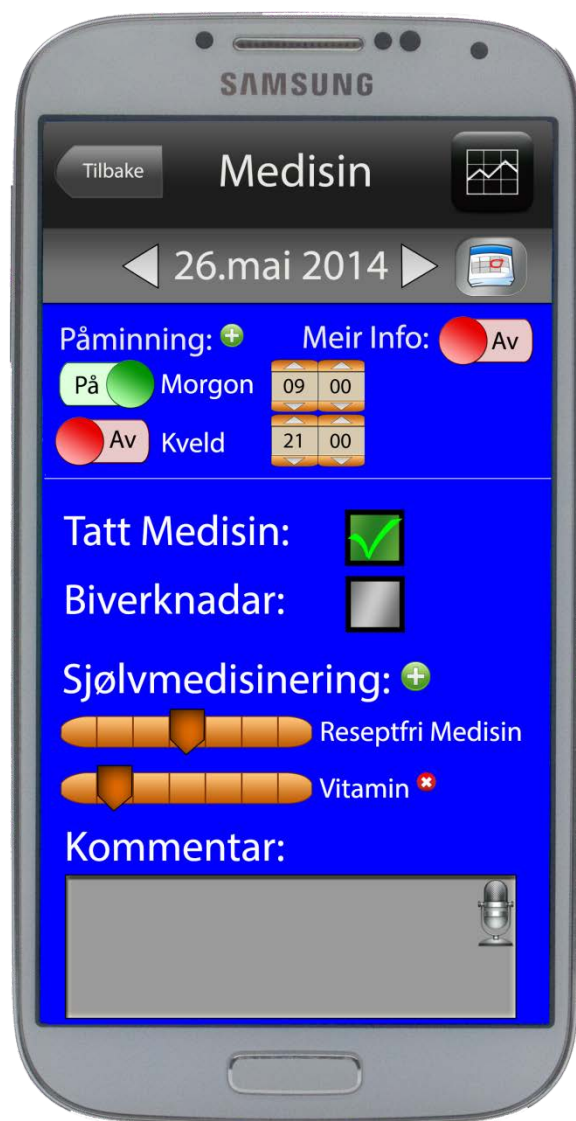 SAMSUNG
Tilbake Medisin
26.mai 2014
Påminning: Meir Info: Av
På Morgon 09 00
Av Kveld 21 00
Tatt Medisin:
Biverknadar:
Sjølvmedisinering:
Reseptfri Medisin
Vitamin
Kommentar: